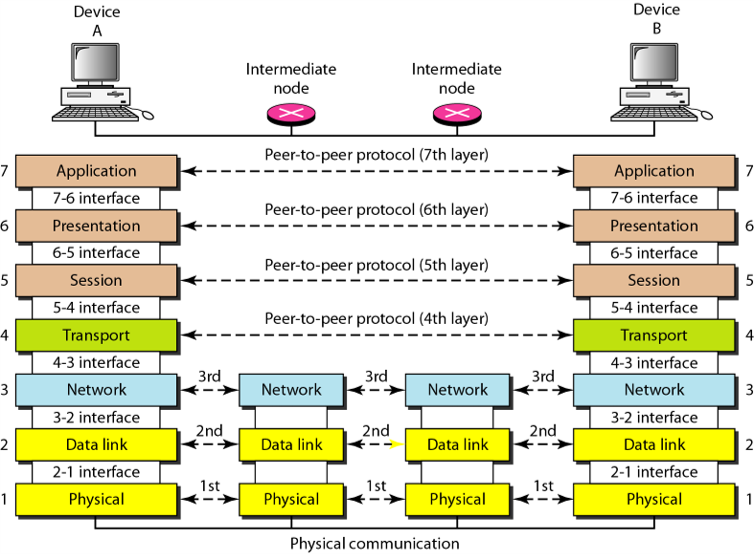 Device
A
Device
B
Intermediate
node
Intermediate
node
Peer-to-peer protocol (7th layer)
7 Application Application 7
7-6 interface 7-6 interface
Peer-to-peer protocol (6th layer)
6 Presentation Presentation 6
6-5 interface 6-5 interface
Peer-to-peer protocol (5th layer)
5 Session Session 5
5-4 interface 5-4 interface
Peer-to-peer protocol (4th layer)
4 Transport Transport 4
4-3 interface 4-3 interface
3rd 3rd 3rd
3 Network Network Network Network 3
3-2 interface 3-2 interface
2nd 2nd 2nd
2 Data link Data link Data link Data link 2
2-1 interface 2-1 interface
1st 1st 1st
1 Physical Physical Physical Physical 1
Physical communication